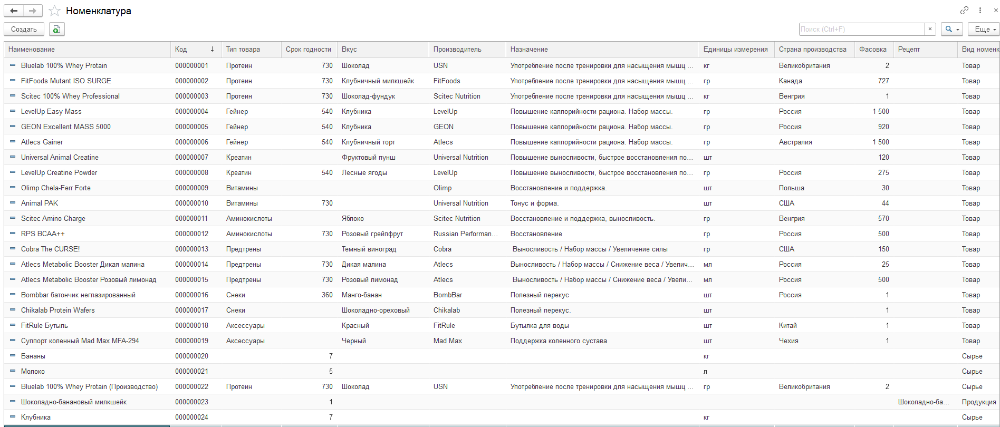 Номенклатура
Создать Поиск (Ctrl+F) × Еще
Наименование Код ↓ Тип товара Срок годности Вкус Производитель Назначение Единицы измерения Страна производства Фасовка Рецепт Вид номенк
Bluelab 100% Whey Protain 000000001 Протеин 730 Шоколад USN Употребление после тренировки для насыщения мышц ... кг Великобритания 2 Товар
FitFoods Mutant ISO SURGE 000000002 Протеин 730 Клубничный милкшейк FitFoods Употребление после тренировки для насыщения мышц ... гр Канада 727 Товар
Scitec 100% Whey Professional 000000003 Протеин 730 Шоколад-фундук Scitec Nutrition Употребление после тренировки для насыщения мышц ... кг Венгрия 1 Товар
LevelUp Easy Mass 000000004 Гейнер 540 Клубника LevelUp Повышение каллорийности рациона. Набор массы. гр Россия 1 500 Товар
GEON Excellent MASS 5000 000000005 Гейнер 540 Клубника GEON Повышение каллорийности рациона. Набор массы. гр Россия 920 Товар
Atlecs Gainer 000000006 Гейнер 540 Клубничный торт Atlecs Повышение каллорийности рациона. Набор массы. гр Австралия 1 500 Товар
Universal Animal Creatine 000000007 Креатин Фруктовый пунш Universal Nutrition Повышение выносливости, быстрое восстановления по... шт 120 Товар
LevelUp Creatine Powder 000000008 Креатин 540 Лесные ягоды LevelUp Повышение выносливости, быстрое восстановления по... гр Россия 275 Товар
Olimp Chela-Ferr Forte 000000009 Витамины Olimp Восстановление и поддержка. шт Польша 30 Товар
Animal PAK 000000010 Витамины 730 Universal Nutrition Тонус и форма. шт США 44 Товар
Scitec Amino Charge 000000011 Аминокислоты Яблоко Scitec Nutrition Восстановление и поддержка, выносливость. гр Венгрия 570 Товар
RPS BCAA++ 000000012 Аминокислоты 730 Розовый грейпфрут Russian Performan... Восстановление гр Россия 500 Товар
Cobra The CURSE! 000000013 Предтрены Темный виноград Cobra Выносливость / Набор массы / Увеличение силы гр США 150 Товар
Atlecs Metabolic Booster Дикая малина 000000014 Предтрены 730 Дикая малина Atlecs Выносливость / Набор массы / Снижение веса / Увелич... мл Россия 25 Товар
Atlecs Metabolic Booster Розовый лимонад 000000015 Предтрены 730 Розовый лимонад Atlecs Выносливость / Набор массы / Снижение веса / Увели... мл Россия 500 Товар
Bombbar батончик неглазированный 000000016 Снеки 360 Манго-банан BombBar Полезный перекус шт Россия 1 Товар
Chikalab Protein Wafers 000000017 Снеки Шоколадно-ореховый Chikalab Полезный перекус. шт 1 Товар
FitRule Бутыль 000000018 Аксессуары Красный FitRule Бутылка для воды шт Китай 1 Товар
Суппорт коленный Mad Max MFA-294 000000019 Аксессуары Черный Mad Max Поддержка коленного сустава шт Чехия 1 Товар
Бананы 000000020 7 кг Сырье
Молоко 000000021 5 л Сырье
Bluelab 100% Whey Protain (Производство) 000000022 Протеин 730 Шоколад USN Употребление после тренировки для насыщения мышц ... гр Великобритания 2 Сырье
Шоколадно-банановый милкшейк 000000023 1 Шоколадно-ба... Продукция
Клубника 000000024 7 кг Сырье